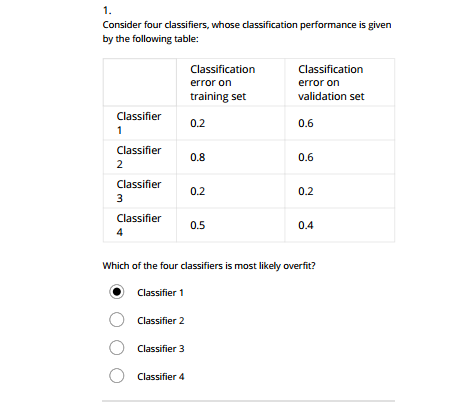 1.
Consider four classifiers, whose classification performance is given
by the following table:
Classification error on training set
Classification error on validation set
Classifier 1
0.2
0.6
Classifier 2
0.8
0.6
Classifier 3
0.2
0.2
Classifier 4
0.5
0.4
Which of the four classifiers is most likely overfit?
Classifier 1
Classifier 2
Classifier 3
Classifier 4